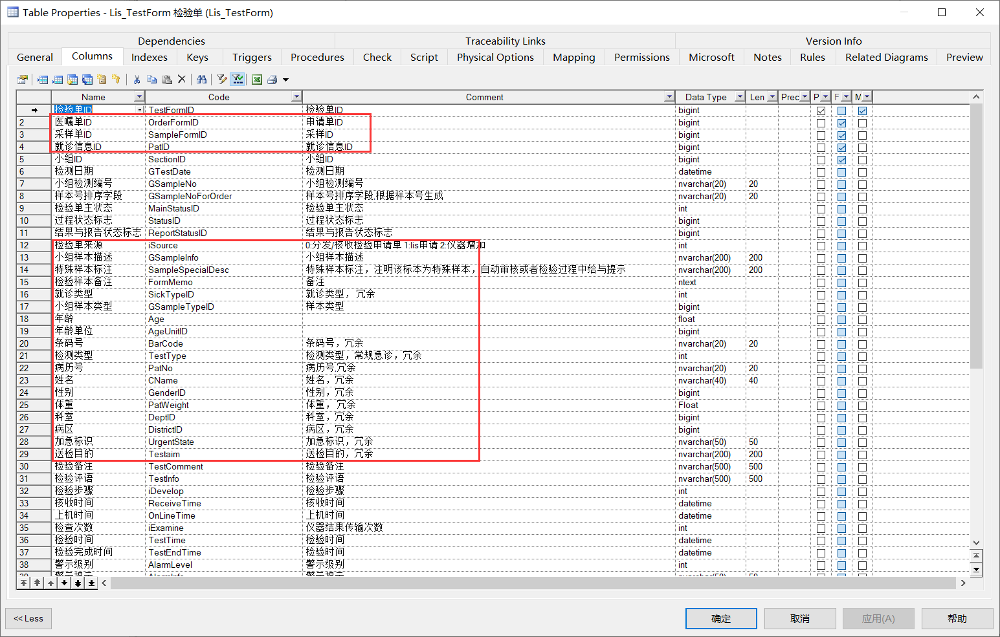 Table Properties - Lis_TestForm 检验单 (Lis_TestForm)
Dependencies Traceability Links Version Info
General Columns Indexes Keys Triggers Procedures Check Script Physical Options Mapping Permissions Microsoft Notes Rules Related Diagrams Preview
Name Code Comment Data Type Len Prec P F M
检验单ID = TestFormID 检验单ID bigint
2 医嘱单ID OrderFormID 申请单ID bigint
3 采样单ID SampleFormID 采样ID bigint
4 就诊信息ID PatID 就诊信息ID bigint
5 小组ID SectionID 小组ID bigint
6 检测日期 GTestDate 检测日期 datetime
7 小组检测编号 GSampleNo 小组检测编号 nvarchar(20) 20
8 样本号排序字段 GSampleNoForOrder 样本号排序字段,根据样本号生成 nvarchar(20) 20
9 检验单主状态 MainStatusID 检验单主状态 int
10 过程状态标志 StatusID 过程状态标志 bigint
11 结果与报告状态标志 ReportStatusID 结果与报告状态标志 bigint
12 检验单来源 iSource 0:分发/核收检验申请单 1:lis申请 2:仪器增加 int
13 小组样本描述 GSampleInfo 小组样本描述 nvarchar(200) 200
14 特殊样本标注 SampleSpecialDesc 特殊样本标注，注明该标本为特殊样本，自动审核或者检验过程中给与提示 nvarchar(200) 200
15 检验样本备注 FormMemo 备注 ntext
16 就诊类型 SickTypeID 就诊类型，冗余 int
17 小组样本类型 GSampleTypeID 样本类型 bigint
18 年龄 Age float
19 年龄单位 AgeUnitID bigint
20 条码号 BarCode 条码号，冗余 nvarchar(20) 20
21 检测类型 TestType 检测类型，常规急诊，冗余 int
22 病历号 PatNo 病历号,冗余 nvarchar(20) 20
23 姓名 CName 姓名，冗余 nvarchar(40) 40
24 性别 GenderID 性别，冗余 bigint
25 体重 PatWeight 体重，冗余 Float
26 科室 DeptID 科室，冗余 bigint
27 病区 DistrictID 病区，冗余 bigint
28 加急标识 UrgentState 加急标识，冗余 nvarchar(50) 50
29 送检目的 Testaim 送检目的，冗余 nvarchar(200) 200
30 检验备注 TestComment 检验备注 nvarchar(500) 500
31 检验评语 TestInfo 检验评语 nvarchar(500) 500
32 检验步骤 iDevelop 检验步骤 int
33 核收时间 ReceiveTime 核收时间 datetime
34 上机时间 OnLineTime 上机时间 datetime
35 检查次数 iExamine 仪器结果传输次数 int
36 检验时间 TestTime 检验时间 datetime
37 检验完成时间 TestEndTime 检验时间 datetime
38 警示级别 AlarmLevel 警示级别 int
39 警示提示 AlarmInfo 警示提示 nvarchar(50) 50
<< Less 确定 取消 应用(A) 帮助